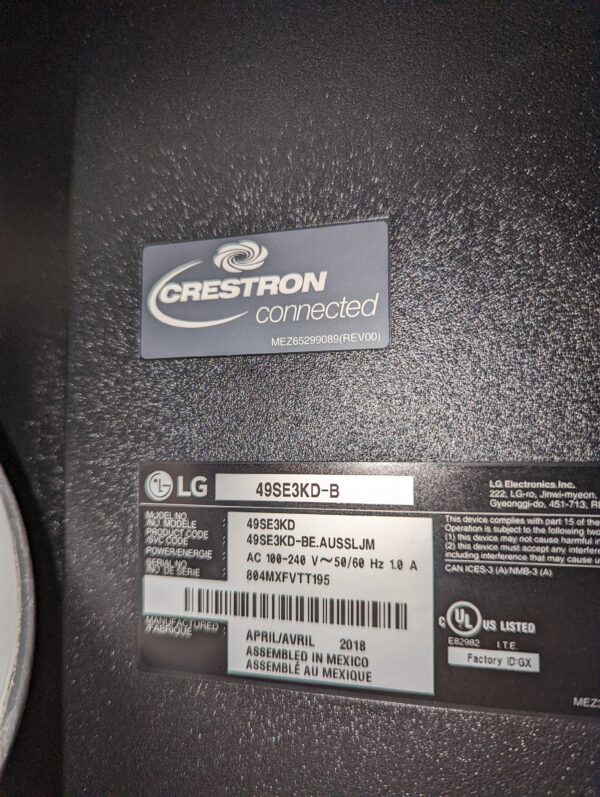 CRESTRON
connected
MEZ65299089(REV00)
LG 49SE3KD-B
LG Electronics Inc.
222, LG-ro, Jinwi-myeon,
Gyeonggi-do, 451-713, RE
MODEL NO
/NO MODÈLE
49SE3KD
PRODUCT CODE
SVC CODE
49SE3KD-BE.AUSSLJM
POWER/ENERGIE
AC 100-240 V~50/60 Hz 1.0 A
SERIAL NO
/NO DE SÉRIE
804MXFVTT195
MANUFACTURED
/FABRIQUÉ
APRIL/AVRIL 2018
ASSEMBLED IN MEXICO
ASSEMBLÉ AU MEXIQUE
This device complies with part 15 of the
Operation is subject to the following two
(1) this device may not cause harmful
(2) this device must accept any interfere
including interference that may cause u
CAN ICES-3 (A)/NMB-3 (A)
c UL US LISTED
E82982 I.T.E.
Factory ID:GX